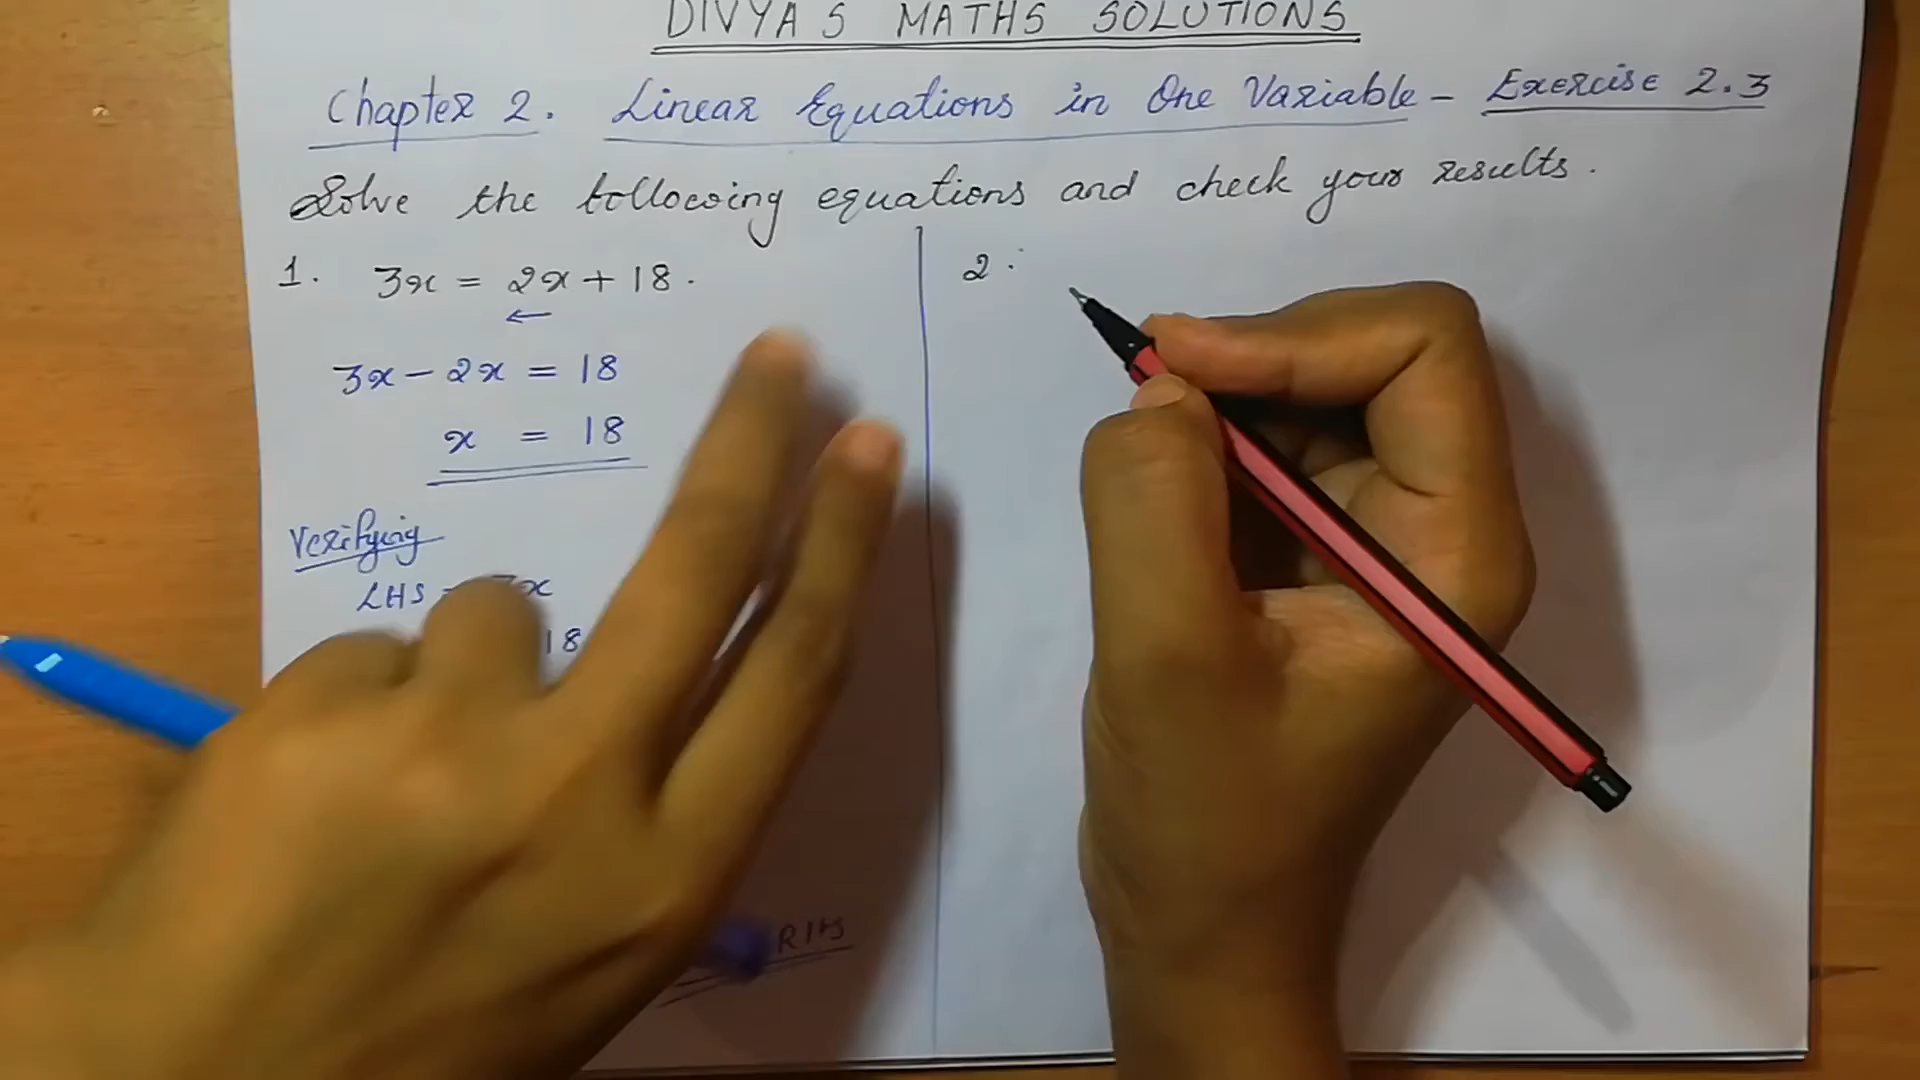 DIVYA S MATHS SOLUTIONS
Chapter 2. Linear Equations in One Variable - Exercise 2.3
Solve the following equations and check your results.
1. 3x = 2x + 18.
←
3x - 2x = 18
x = 18
Verifying
LHS x
18
RHS
2.